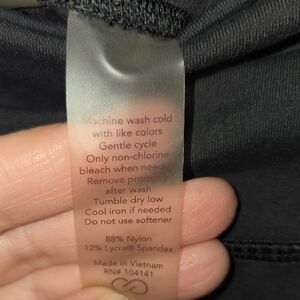 Machine wash cold
with like colors
Gentle cycle
Only non-chlorine
bleach when needed
Remove promptly
after wash
Tumble dry low
Cool iron if needed
Do not use softener
88% Nylon
12% Lycra® Spandex
Made in Vietnam
RN# 104141